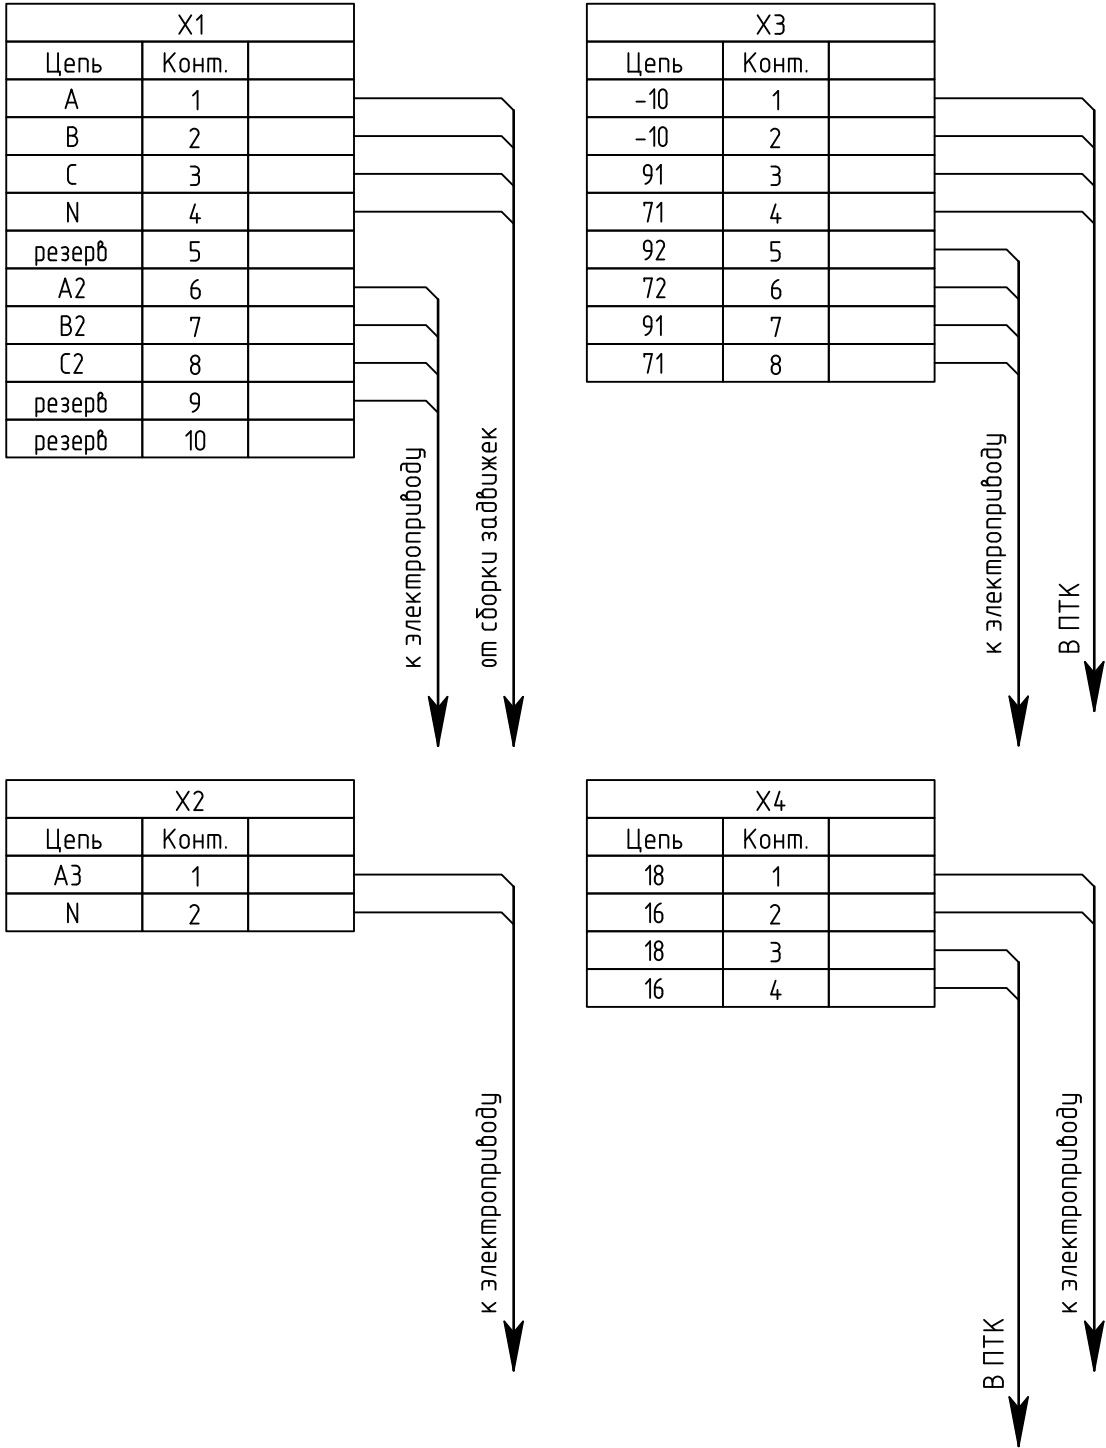 X1
Цепь Конт.
A 1
B 2
C 3
N 4
резерв 5
A2 6
B2 7
C2 8
резерв 9
резерв 10
к электроприводу
от сборки задвижек
X3
Цепь Конт.
-10 1
-10 2
91 3
71 4
92 5
72 6
91 7
71 8
к электроприводу
В ПТК
X2
Цепь Конт.
A3 1
N 2
к электроприводу
X4
Цепь Конт.
18 1
16 2
18 3
16 4
В ПТК
к электроприводу